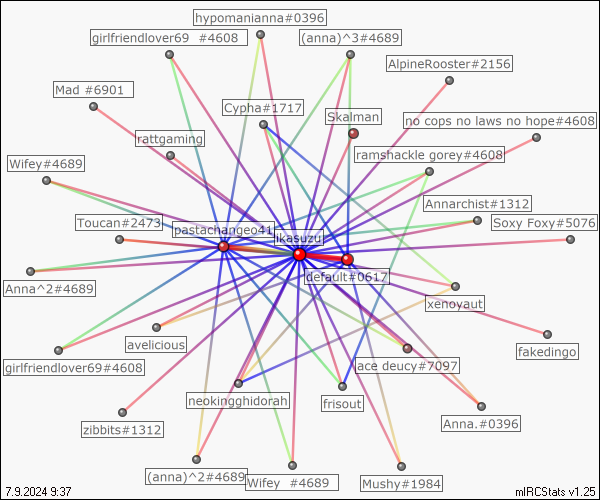 hypomanianna#0396
girlfriendlover69 #4608
(anna)^3#4689
AlpineRooster#2156
Mad #6901
Cypha#1717
Skalman
no cops no laws no hope#4608
rattgaming
ramshackle gorey#4608
Wifey#4689
Annarchist#1312
Toucan#2473
pastachangeo41
ikasuzu
Soxy Foxy#5076
default#0617
Anna^2#4689
xenoyaut
avelicious
fakedingo
girlfriendlover69#4608
ace deucy#7097
neokingghidorah
frisout
Anna.#0396
zibbits#1312
(anna)^2#4689
Wifey #4689
Mushy#1984
7.9.2024 9:37
mIRCStats v1.25